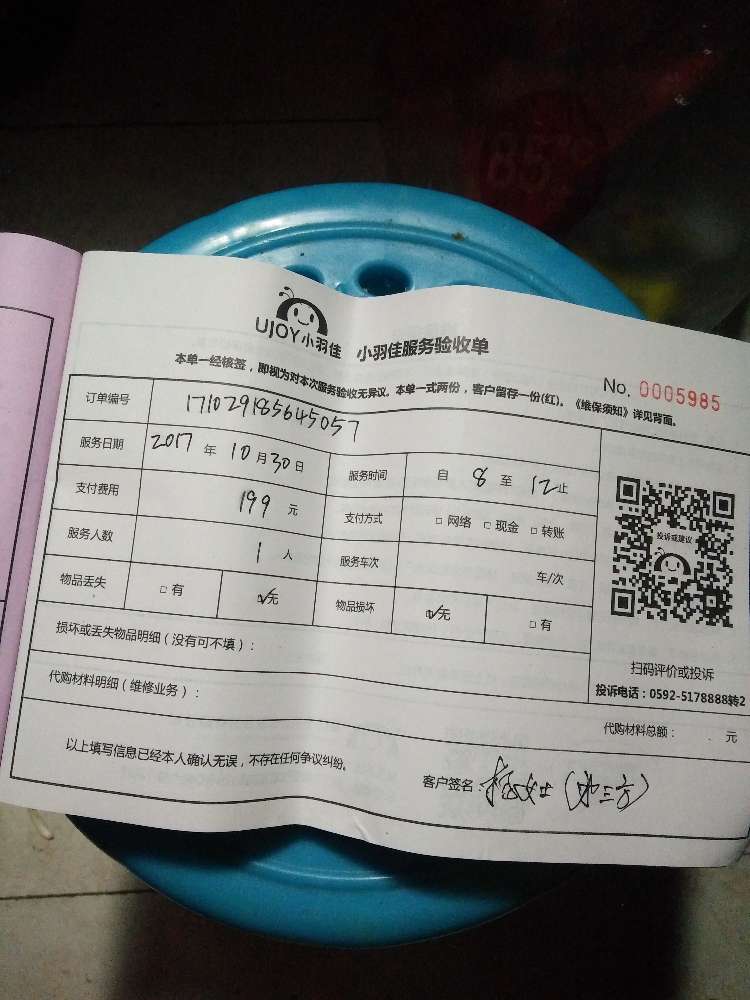 UJOY小羽佳 小羽佳服务验收单
本单一经核签，即视为对本次服务验收无异议。本单一式两份，客户留存一份(红)。《维保须知》详见背面。
No. 0005985
订单编号 171029185645057
服务日期 2017 年 10 月 30 日 服务时间 自 8 至 12 止
支付费用 199 元 支付方式 □ 网络 □ 现金 □ 转账
服务人数 1 人 服务车次 车/次
物品丢失 □ 有 ☑无 物品损坏 ☑无 □ 有
投诉或建议
扫码评价或投诉
投诉电话：0592-5178888转2
损坏或丢失物品明细（没有可不填）：
代购材料明细（维修业务）：
代购材料总额： 元
以上填写信息已经本人确认无误，不存在任何争议纠纷。
客户签名： 女士（第三方）
85℃